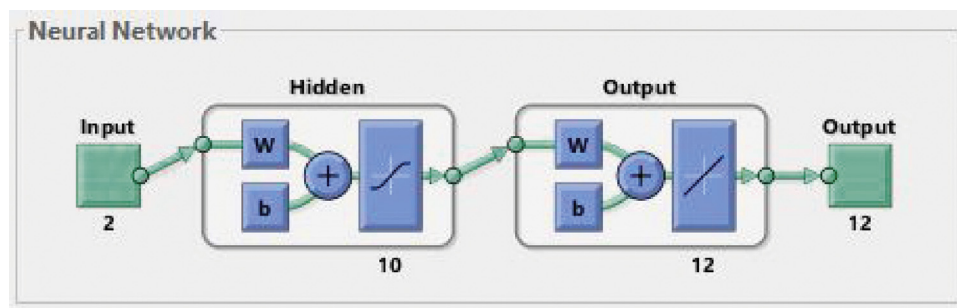 Neural Network
Hidden
Output
Input
Output
W
W
+
+
b
b
2
12
10
12